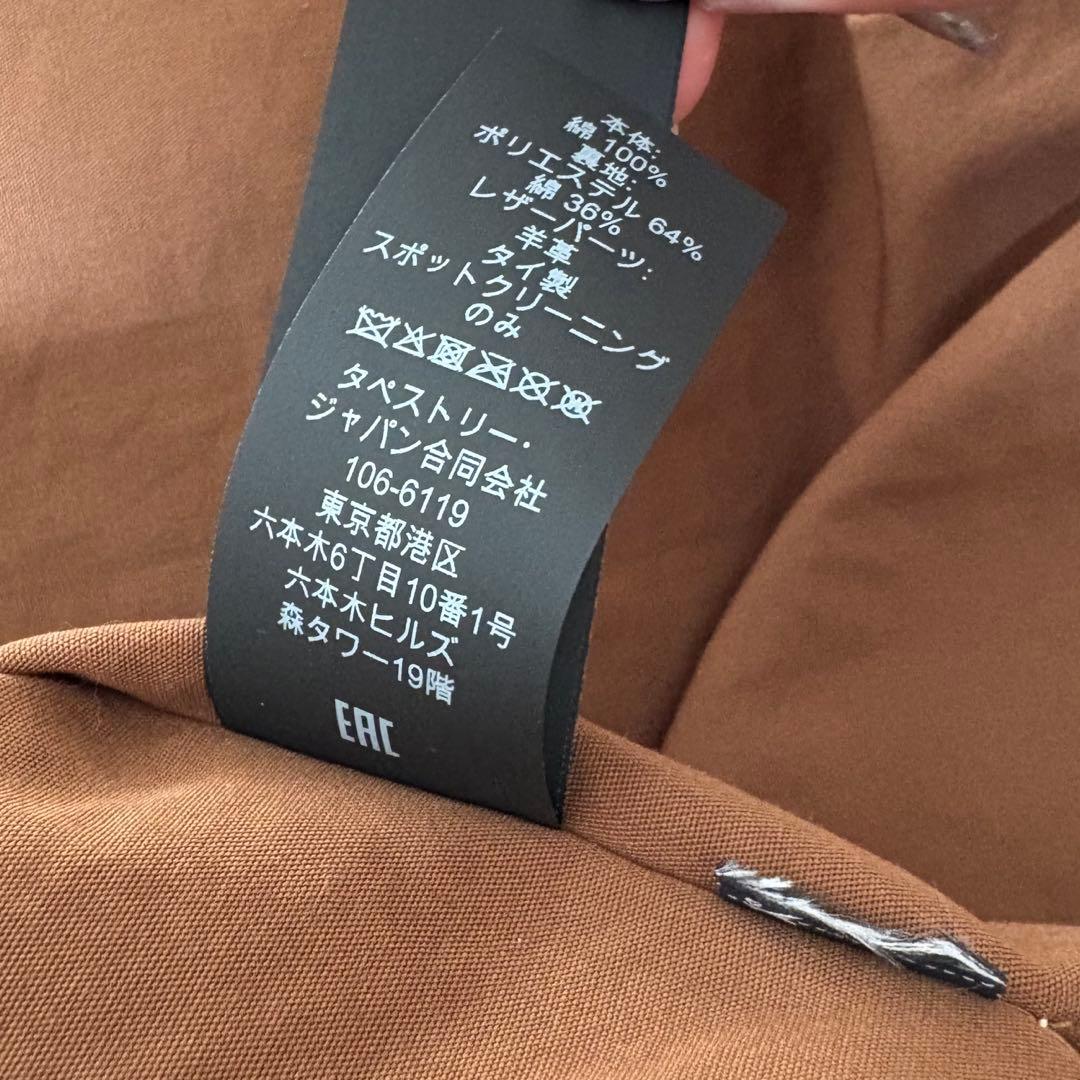 本体:
綿 100%
裏地:
ポリエステル 64%
綿 36%
レザーパーツ:
羊革
タイ製
スポットクリーニング
のみ
タペストリー・
ジャパン合同会社
106-6119
東京都港区
六本木6丁目10番1号
六本木ヒルズ
森タワー19階
EAC